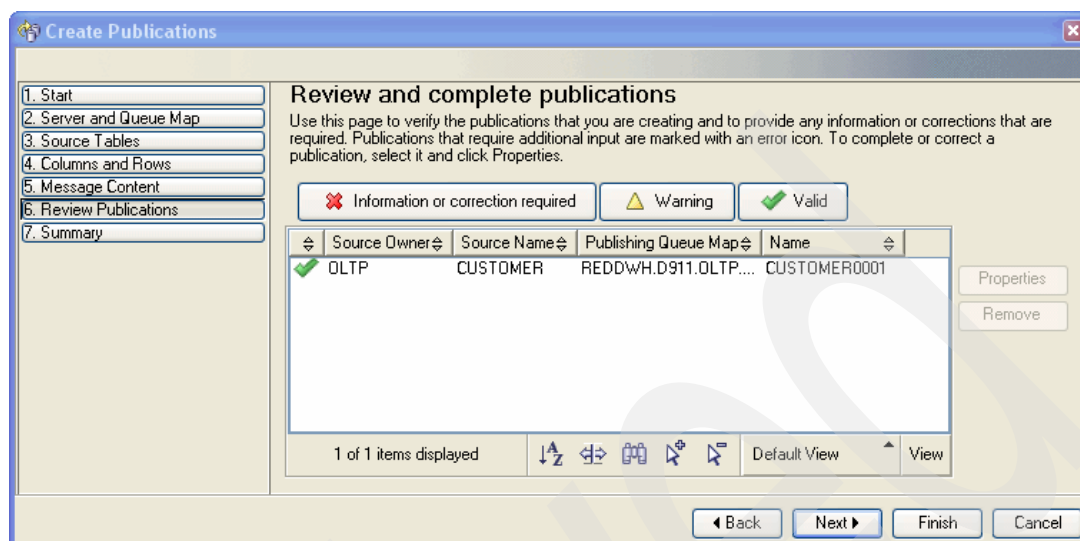 Create Publications
1. Start
2. Server and Queue Map
3. Source Tables
4. Columns and Rows
5. Message Content
6. Review Publications
7. Summary
Review and complete publications
Use this page to verify the publications that you are creating and to provide any information or corrections that are
required. Publications that require additional input are marked with an error icon. To complete or correct a
publication, select it and click Properties.
Information or correction required Warning Valid
Source Owner Source Name Publishing Queue Map Name
OLTP CUSTOMER REDDWH.D911.OLTP.... CUSTOMER0001
Properties
Remove
1 of 1 items displayed Default View View
Back Next Finish Cancel